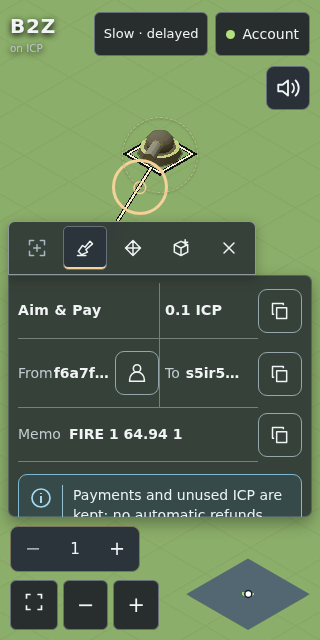 B2Z
on ICP
Slow · delayed
Account
Aim & Pay
0.1 ICP
From f6a7f…
To s5ir5…
Memo FIRE 1 64.94 1
Payments and unused ICP are
kept; no automatic refunds
1